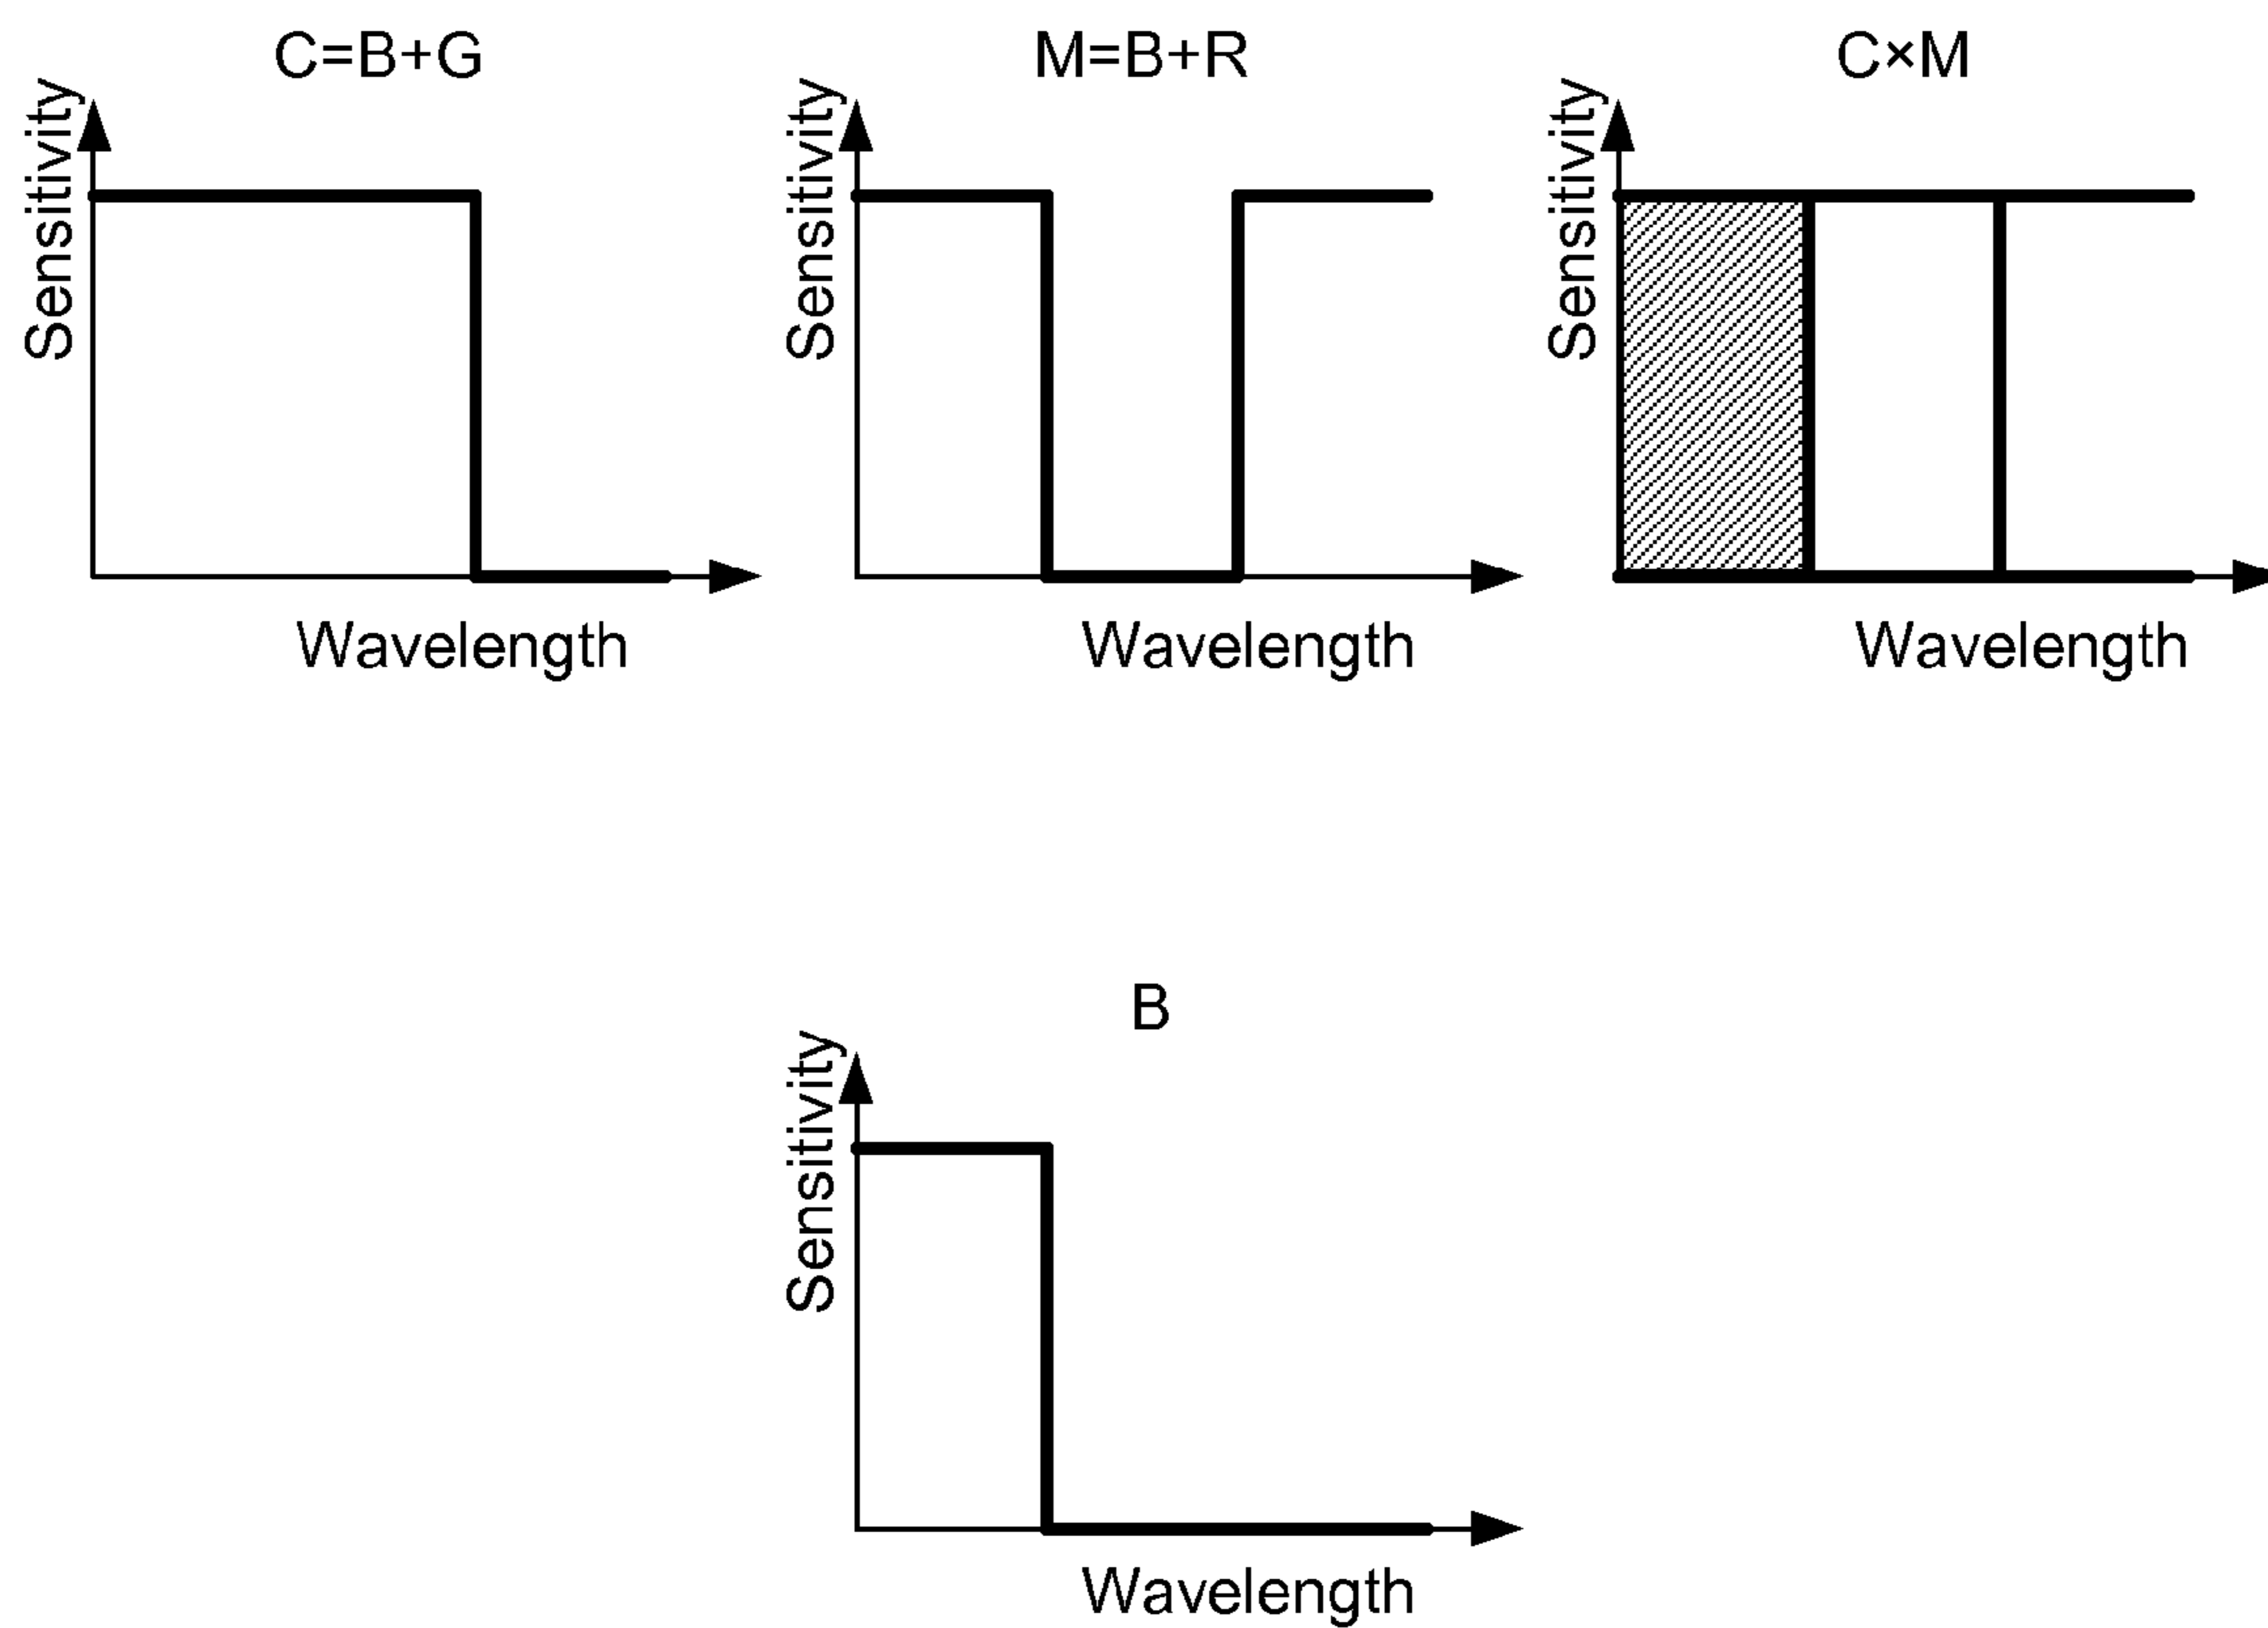 C=B+G
Sensitivity
Wavelength
M=B+R
Sensitivity
Wavelength
C×M
Sensitivity
Wavelength
B
Sensitivity
Wavelength